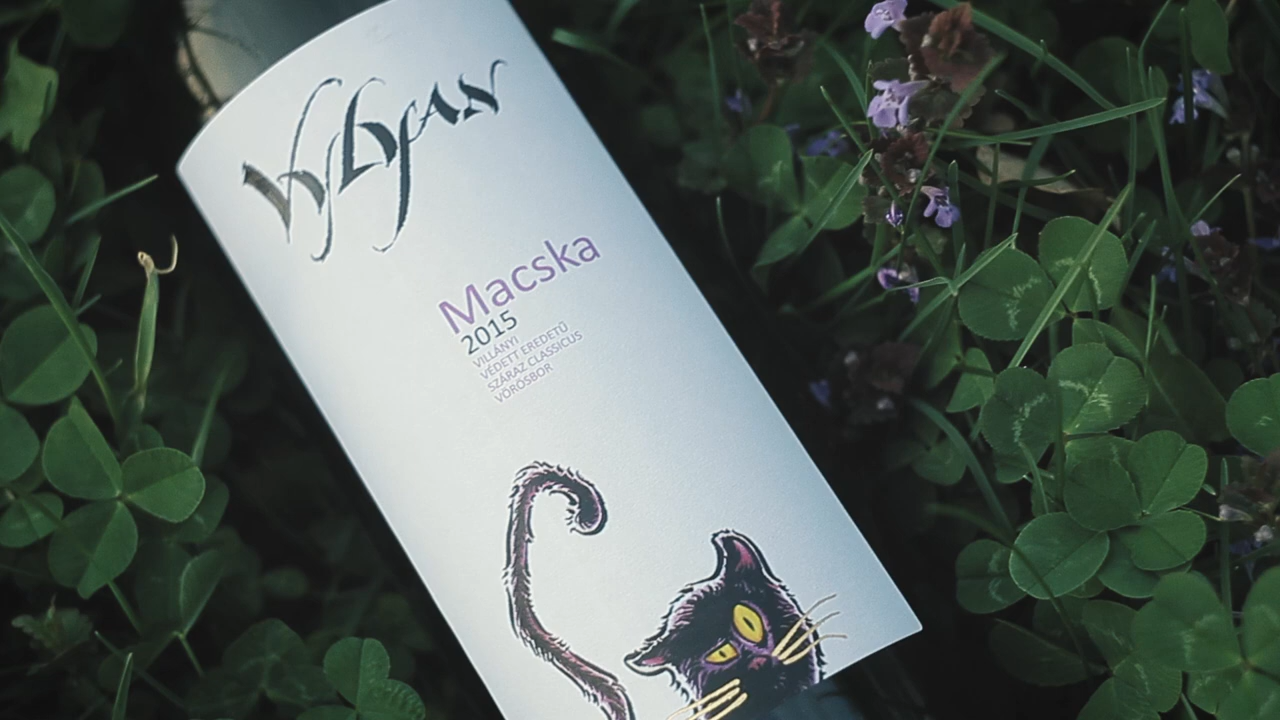 Vylyan
Macska
2015
VILLÁNYI
VÉDETT EREDETŰ
SZÁRAZ CLASSICUS
VÖRÖSBOR